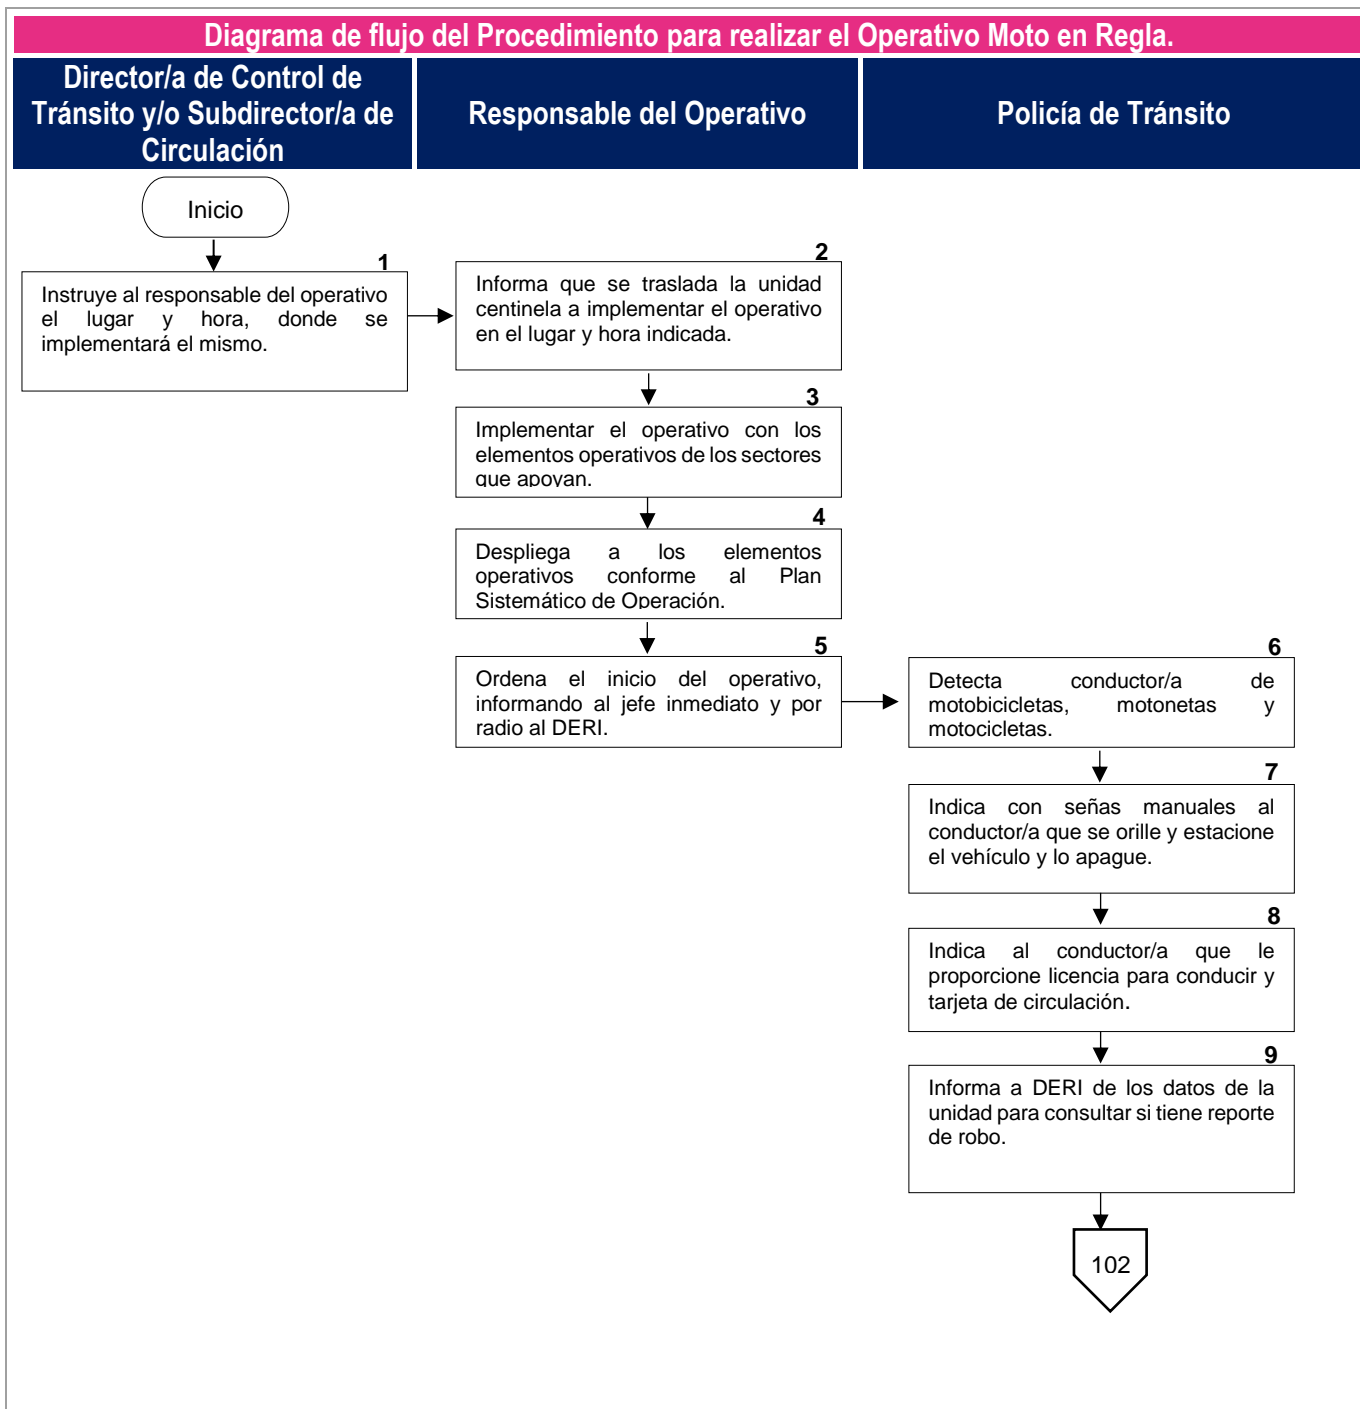 Diagrama de flujo del Procedimiento para realizar el Operativo Moto en Regla.
Director/a de Control de
Tránsito y/o Subdirector/a de
Circulación
Responsable del Operativo
Policía de Tránsito
Inicio
1
Instruye al responsable del operativo
el lugar y hora, donde se
implementará el mismo.
2
Informa que se traslada la unidad
centinela a implementar el operativo
en el lugar y hora indicada.
3
Implementar el operativo con los
elementos operativos de los sectores
que apoyan.
4
Despliega a los elementos
operativos conforme al Plan
Sistemático de Operación.
5
Ordena el inicio del operativo,
informando al jefe inmediato y por
radio al DERI.
6
Detecta conductor/a de
motobicicletas, motonetas y
motocicletas.
7
Indica con señas manuales al
conductor/a que se orille y estacione
el vehículo y lo apague.
8
Indica al conductor/a que le
proporcione licencia para conducir y
tarjeta de circulación.
9
Informa a DERI de los datos de la
unidad para consultar si tiene reporte
de robo.
102